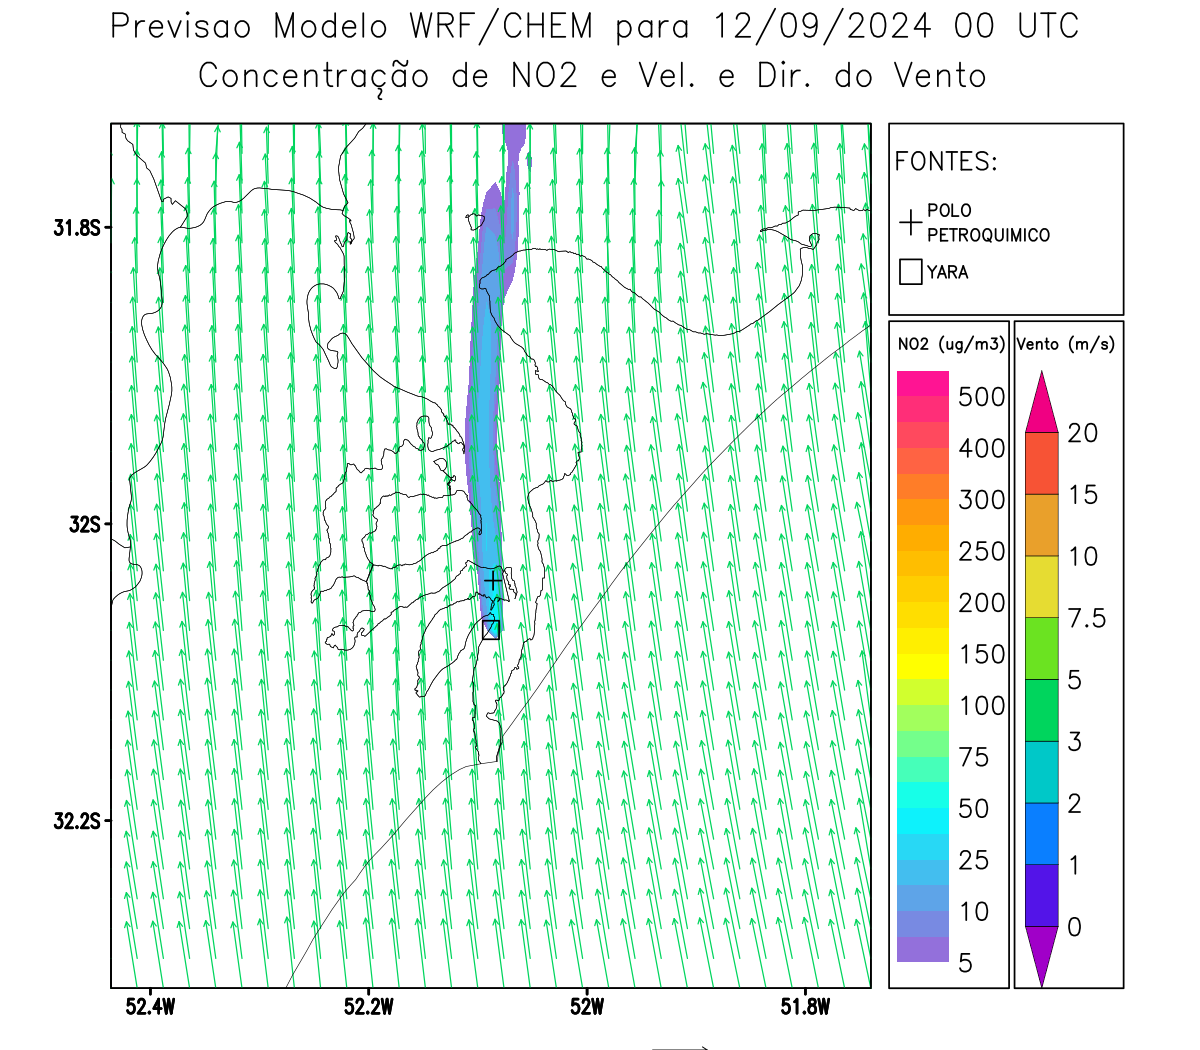 Previsao Modelo WRF/CHEM para 12/09/2024 00 UTC
Concentração de NO2 e Vel. e Dir. do Vento
FONTES:
POLO
PETROQUIMICO
YARA
NO2 (ug/m3)
500
400
300
250
200
150
100
75
50
25
10
5
Vento (m/s)
20
15
10
7.5
5
3
2
1
0
31.8S
32S
32.2S
52.4W
52.2W
52W
51.8W